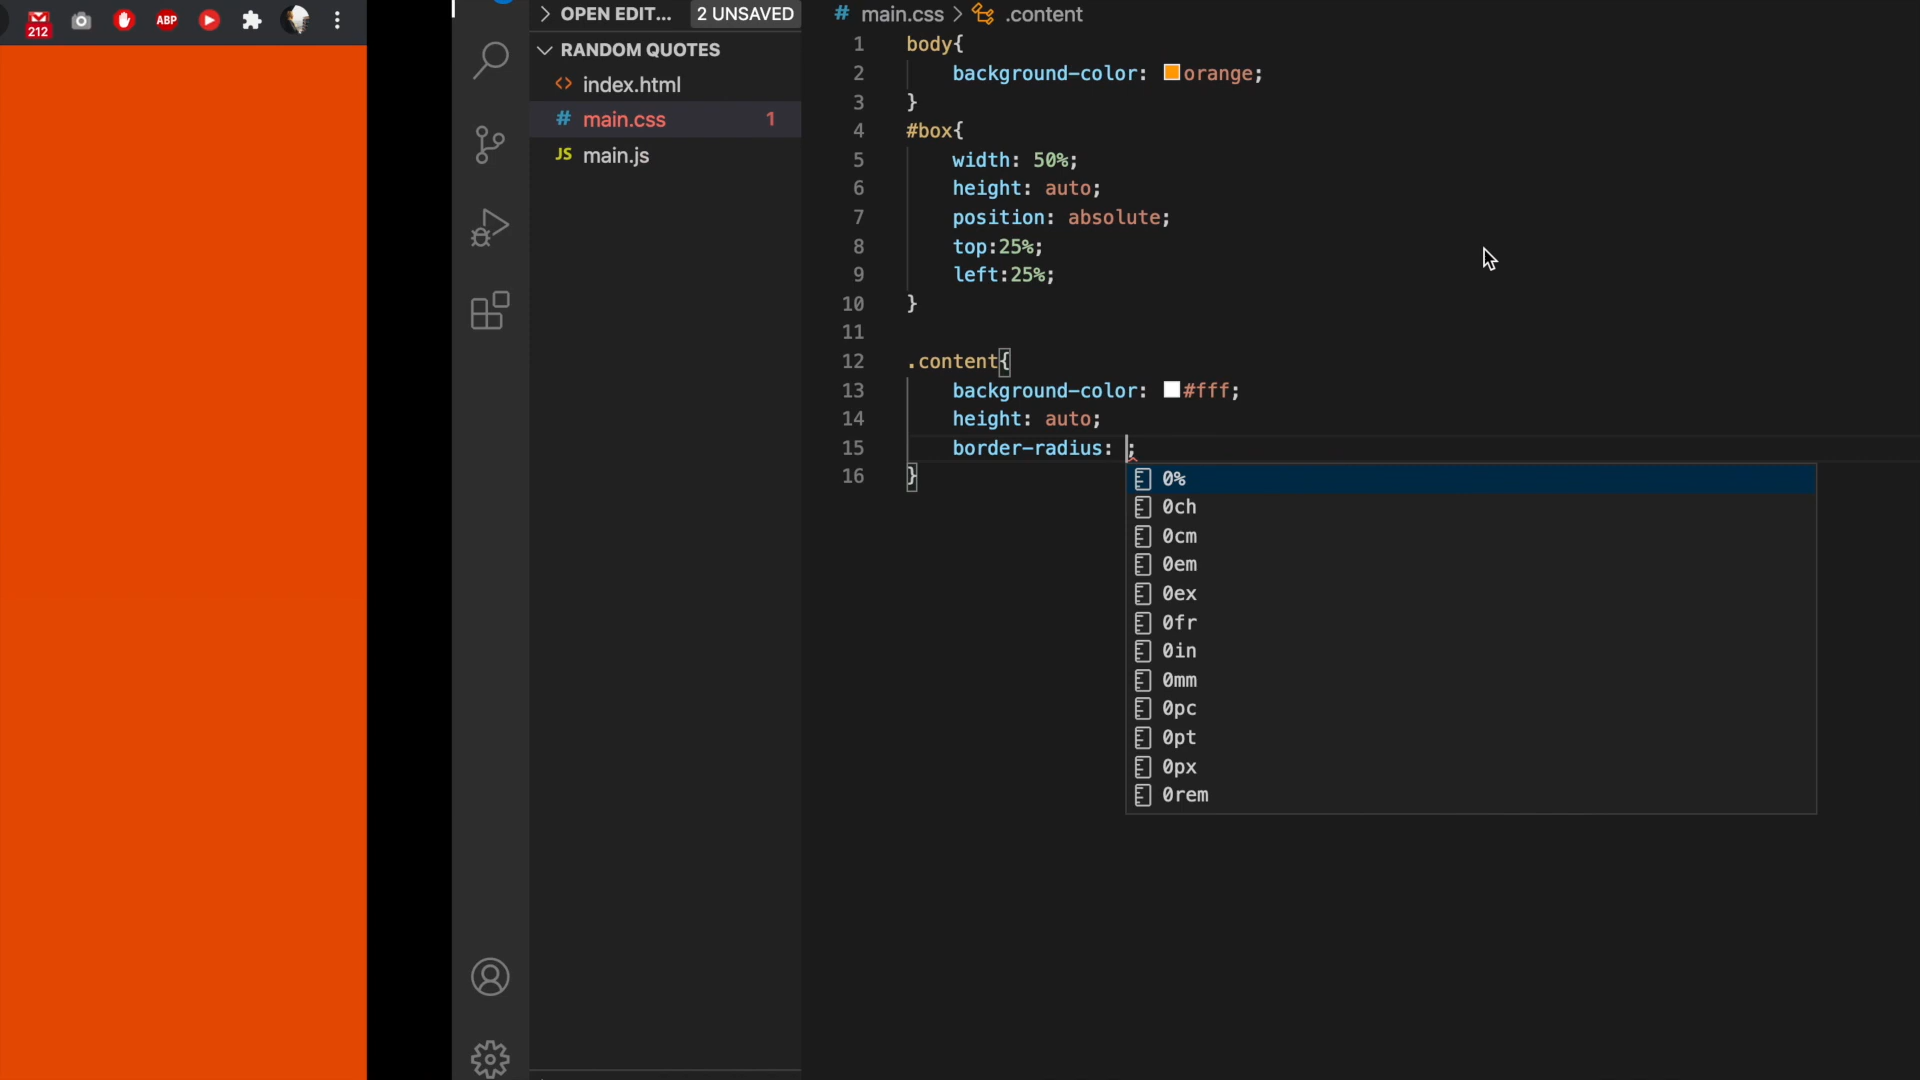 212
ABP
OPEN EDIT... 2 UNSAVED
RANDOM QUOTES
<> index.html
# main.css 1
JS main.js
# main.css > .content
1 body{
2 background-color: orange;
3 }
4 #box{
5 width: 50%;
6 height: auto;
7 position: absolute;
8 top:25%;
9 left:25%;
10 }
11
12 .content{
13 background-color: #fff;
14 height: auto;
15 border-radius: ;
16 }
0%
0ch
0cm
0em
0ex
0fr
0in
0mm
0pc
0pt
0px
0rem